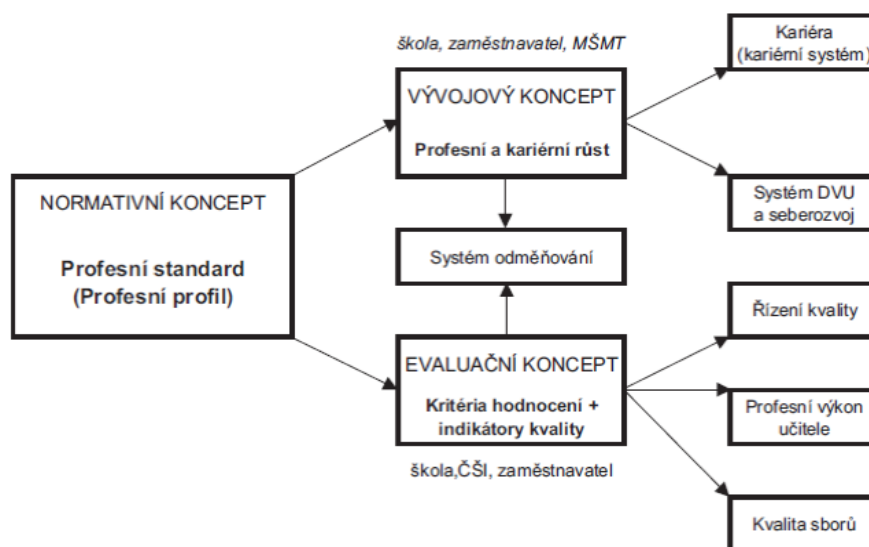 škola, zaměstnavatel, MŠMT
Kariéra
(kariérní systém)
VÝVOJOVÝ KONCEPT
Profesní a kariérní růst
NORMATIVNÍ KONCEPT
Profesní standard
(Profesní profil)
Systém DVU
a seberozvoj
Systém odměňování
Řízení kvality
EVALUAČNÍ KONCEPT
Kritéria hodnocení +
indikátory kvality
Profesní výkon
učitele
škola,ČŠI, zaměstnavatel
Kvalita sborů